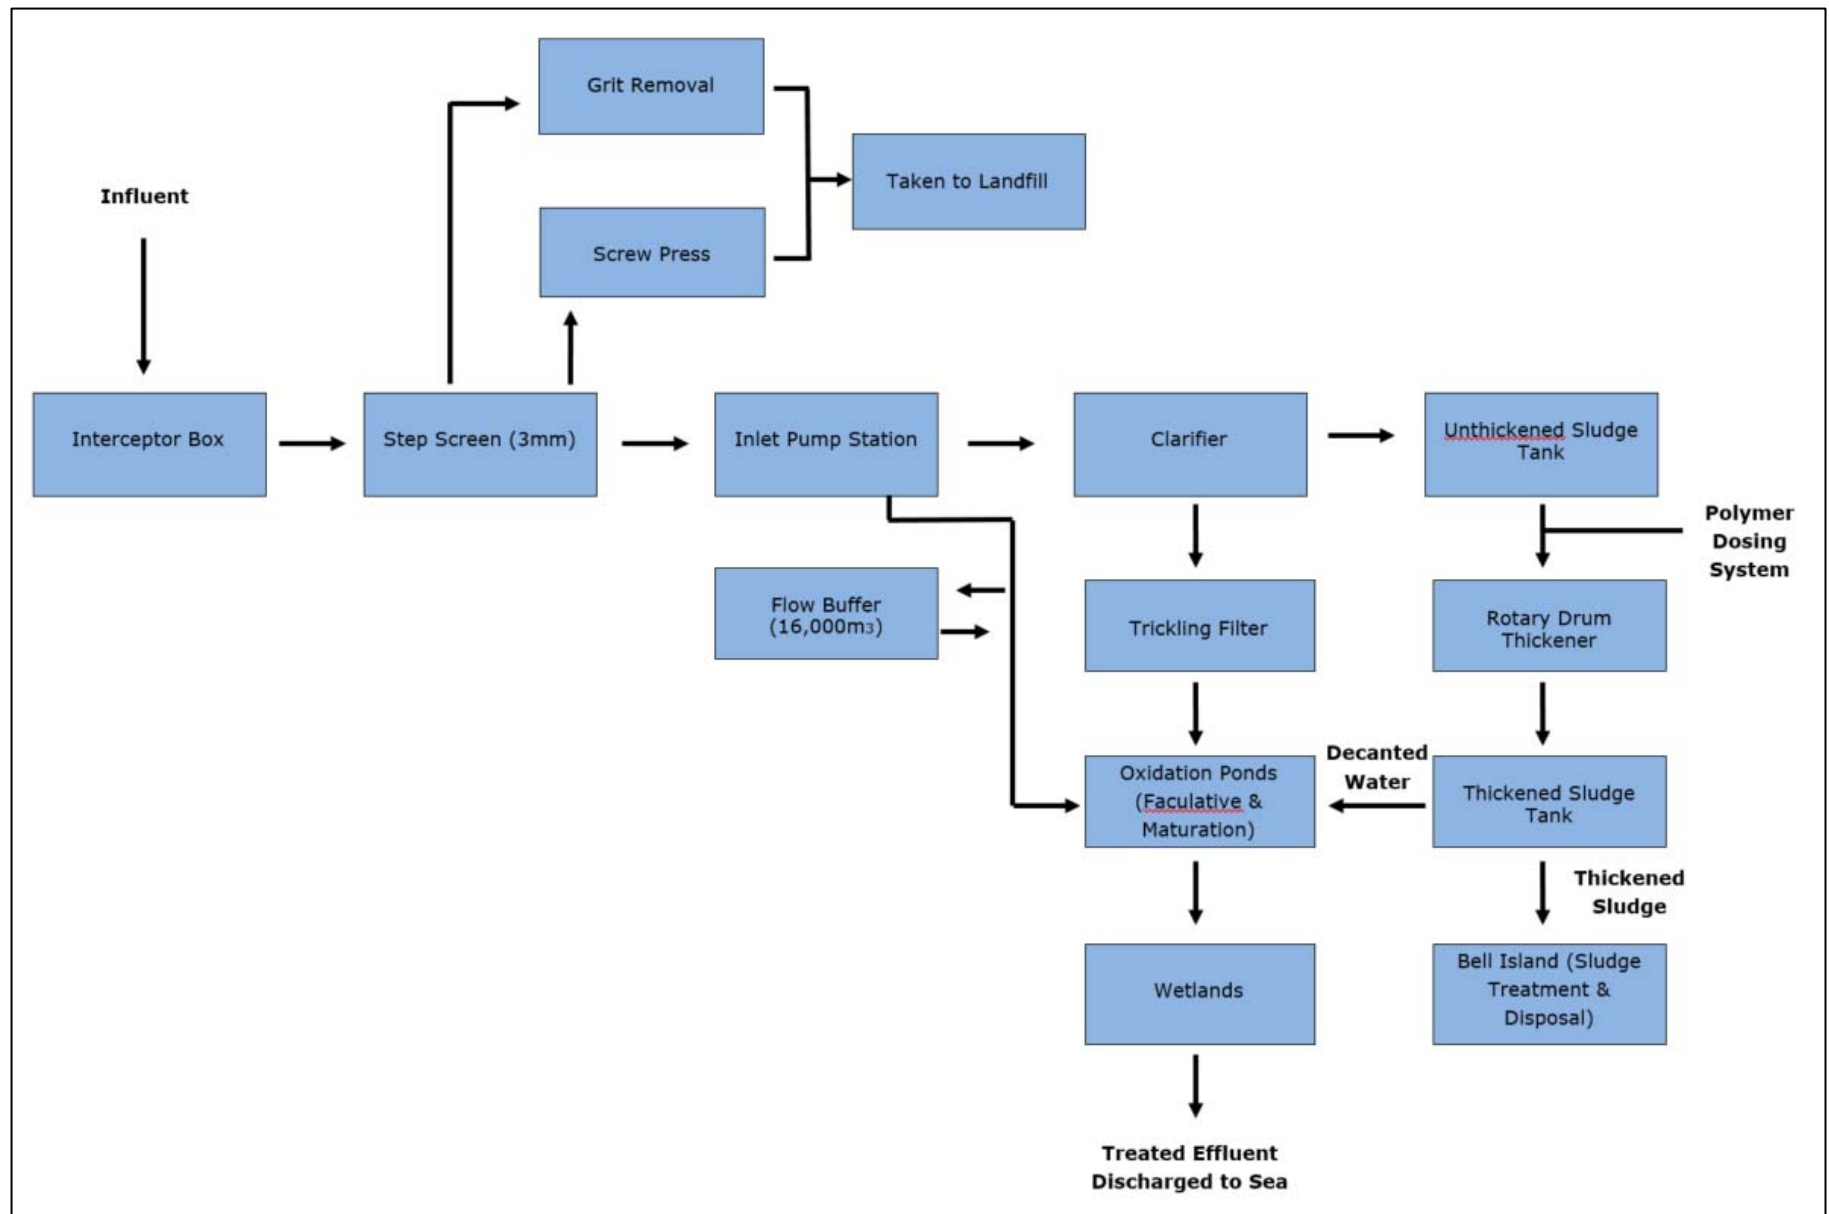 Grit Removal
Taken to Landfill
Influent
Screw Press
Interceptor Box
Step Screen (3mm)
Inlet Pump Station
Clarifier
Unthickened Sludge
Tank
Polymer
Dosing
System
Flow Buffer
(16,000m3)
Trickling Filter
Rotary Drum
Thickener
Decanted
Water
Oxidation Ponds
(Faculative &
Maturation)
Thickened Sludge
Tank
Thickened
Sludge
Wetlands
Bell Island (Sludge
Treatment &
Disposal)
Treated Effluent
Discharged to Sea